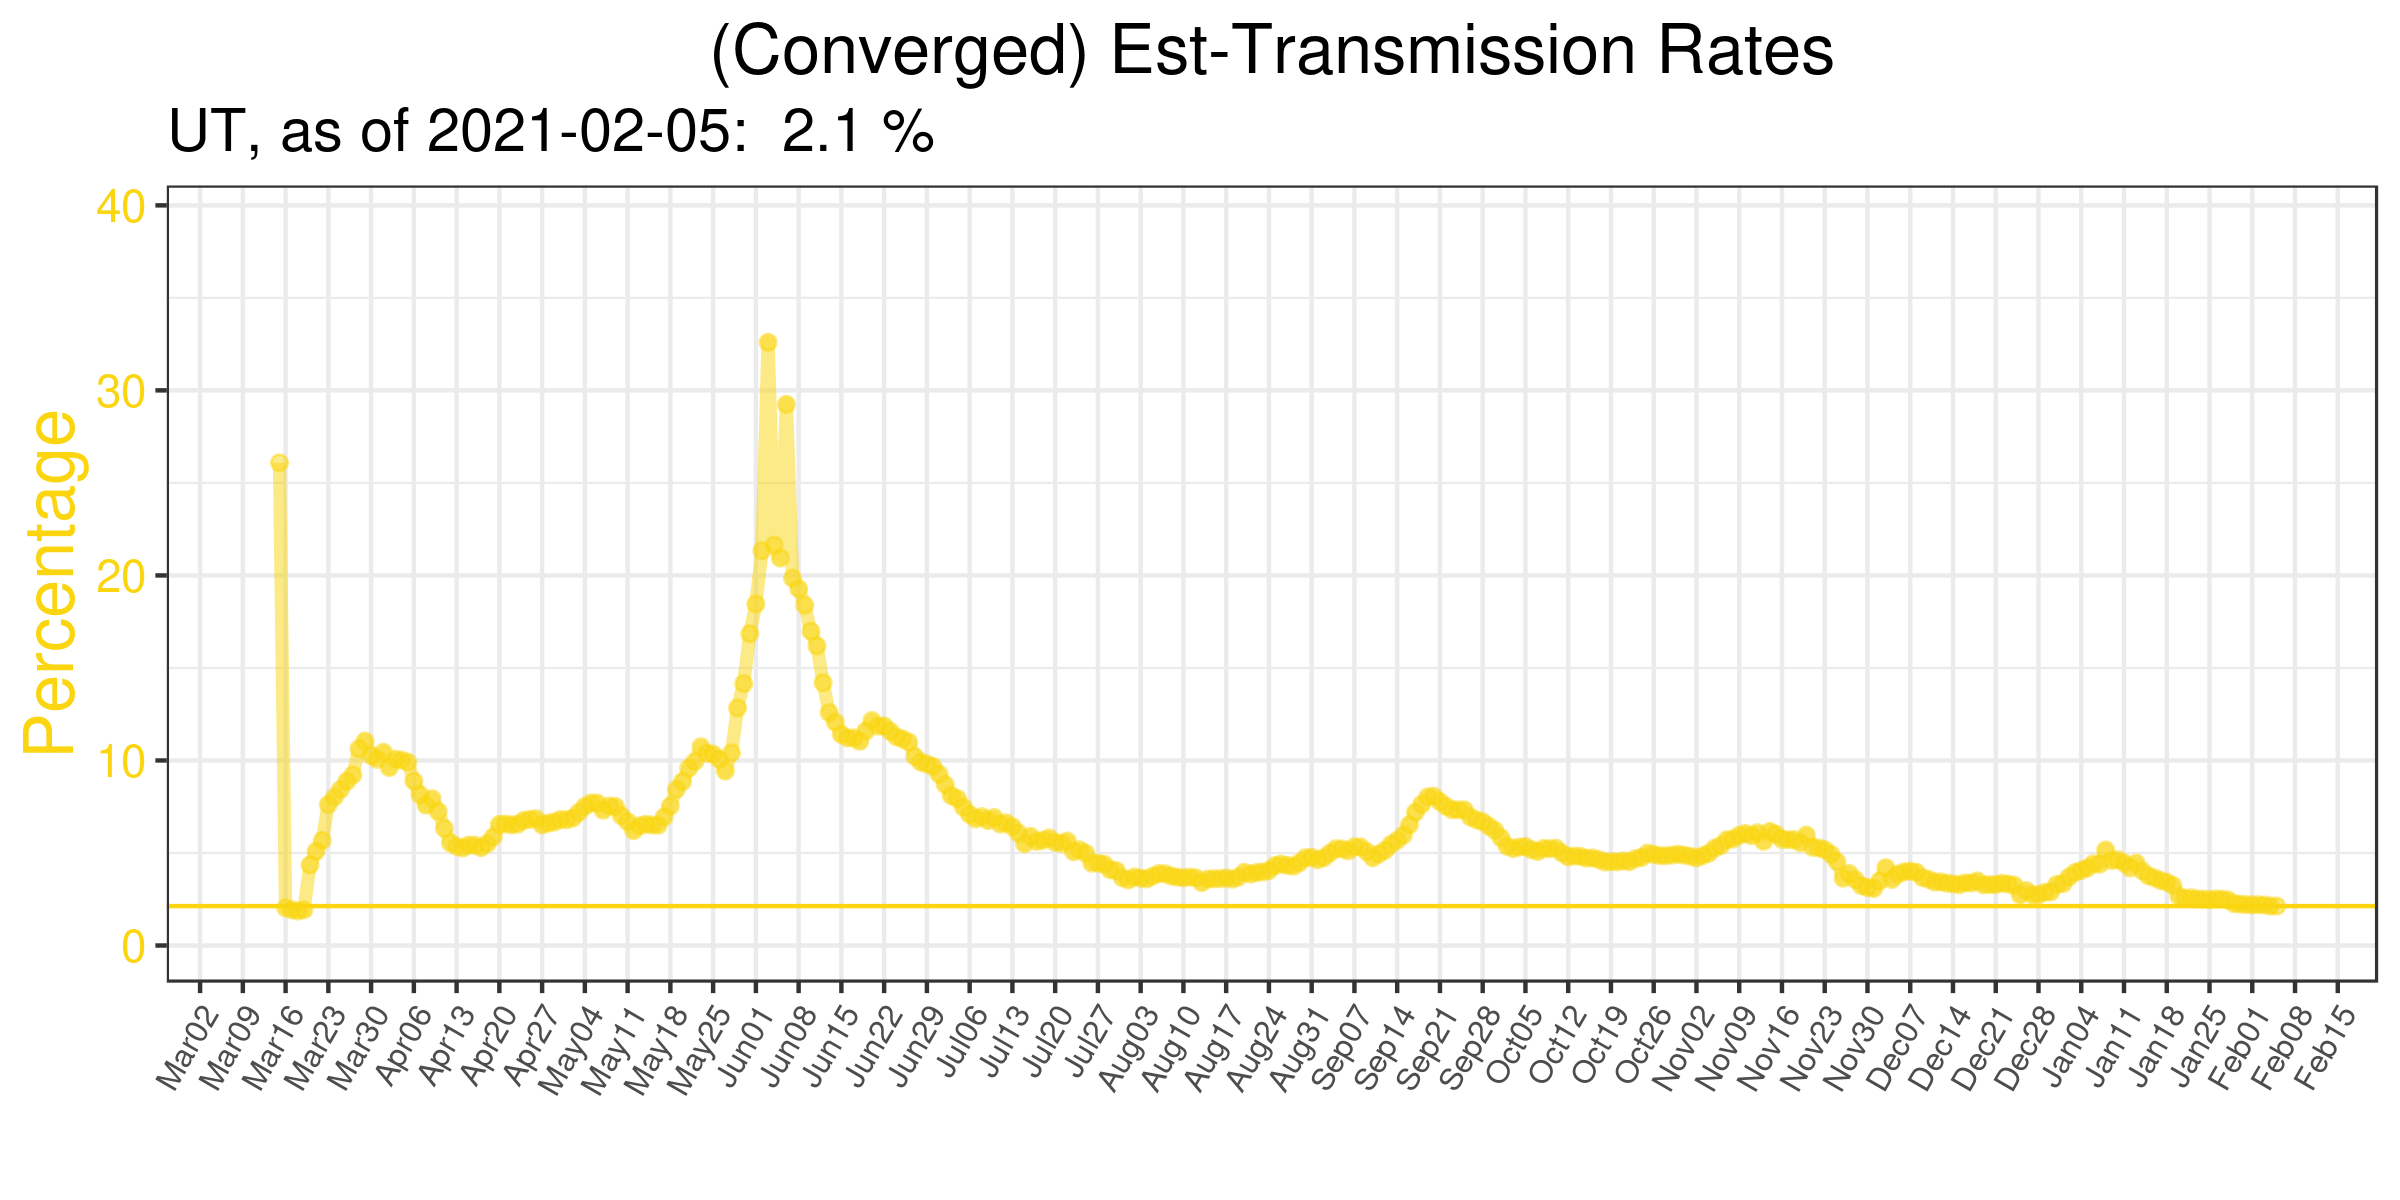 (Converged) Est-Transmission Rates
UT, as of 2021-02-05:  2.1 %
Percentage
40
30
20
10
0
Mar02
Mar09
Mar16
Mar23
Mar30
Apr06
Apr13
Apr20
Apr27
May04
May11
May18
May25
Jun01
Jun08
Jun15
Jun22
Jun29
Jul06
Jul13
Jul20
Jul27
Aug03
Aug10
Aug17
Aug24
Aug31
Sep07
Sep14
Sep21
Sep28
Oct05
Oct12
Oct19
Oct26
Nov02
Nov09
Nov16
Nov23
Nov30
Dec07
Dec14
Dec21
Dec28
Jan04
Jan11
Jan18
Jan25
Feb01
Feb08
Feb15